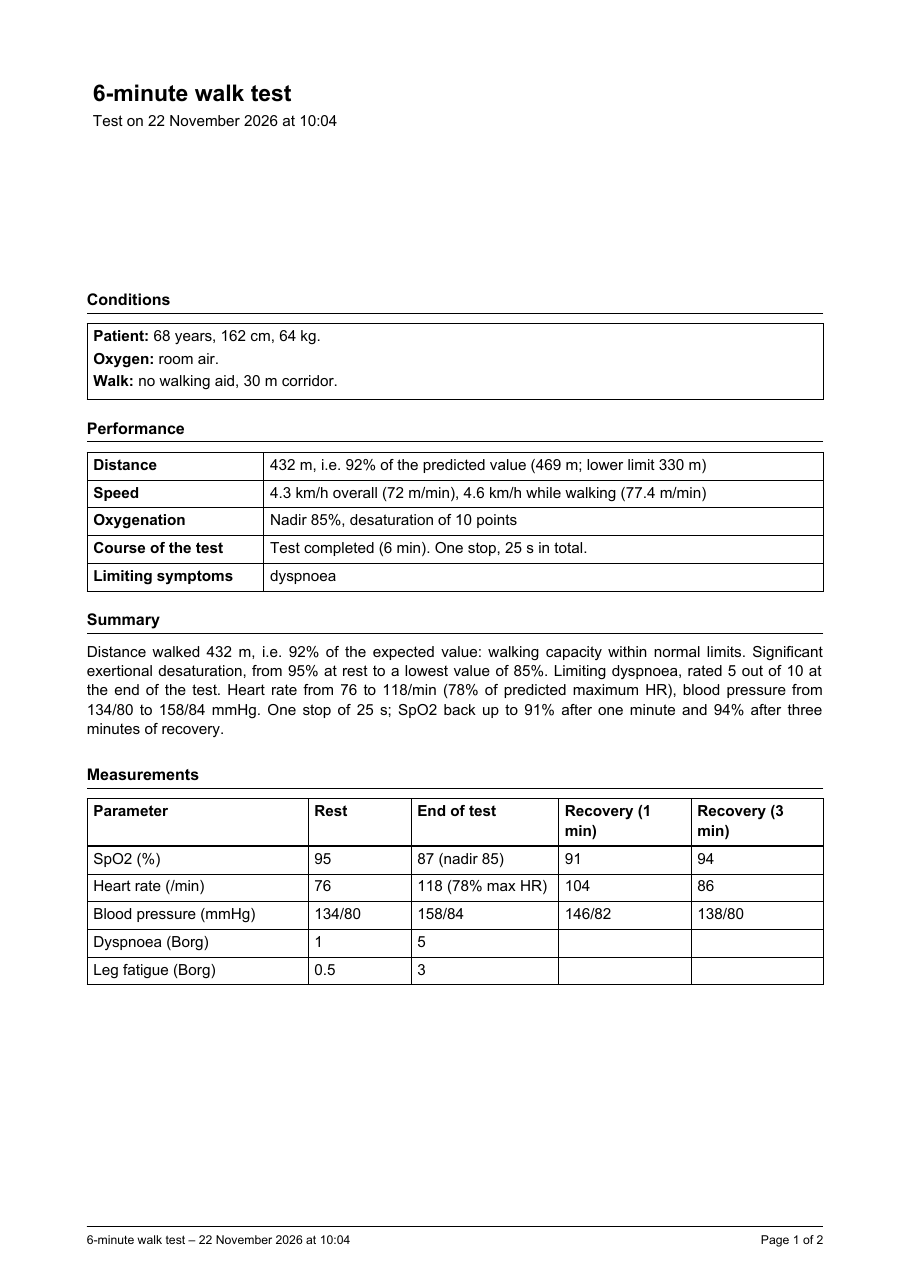 6-minute walk test
Test on 22 November 2026 at 10:04
Conditions
Patient: 68 years, 162 cm, 64 kg.
Oxygen: room air.
Walk: no walking aid, 30 m corridor.
Performance
Distance 432 m, i.e. 92% of the predicted value (469 m; lower limit 330 m)
Speed 4.3 km/h overall (72 m/min), 4.6 km/h while walking (77.4 m/min)
Oxygenation Nadir 85%, desaturation of 10 points
Course of the test Test completed (6 min). One stop, 25 s in total.
Limiting symptoms dyspnoea
Summary
Distance walked 432 m, i.e. 92% of the expected value: walking capacity within normal limits. Significant
exertional desaturation, from 95% at rest to a lowest value of 85%. Limiting dyspnoea, rated 5 out of 10 at
the end of the test. Heart rate from 76 to 118/min (78% of predicted maximum HR), blood pressure from
134/80 to 158/84 mmHg. One stop of 25 s; SpO2 back up to 91% after one minute and 94% after three
minutes of recovery.
Measurements
Parameter Rest End of test Recovery (1 min) Recovery (3 min)
SpO2 (%) 95 87 (nadir 85) 91 94
Heart rate (/min) 76 118 (78% max HR) 104 86
Blood pressure (mmHg) 134/80 158/84 146/82 138/80
Dyspnoea (Borg) 1 5
Leg fatigue (Borg) 0.5 3
6-minute walk test – 22 November 2026 at 10:04 Page 1 of 2